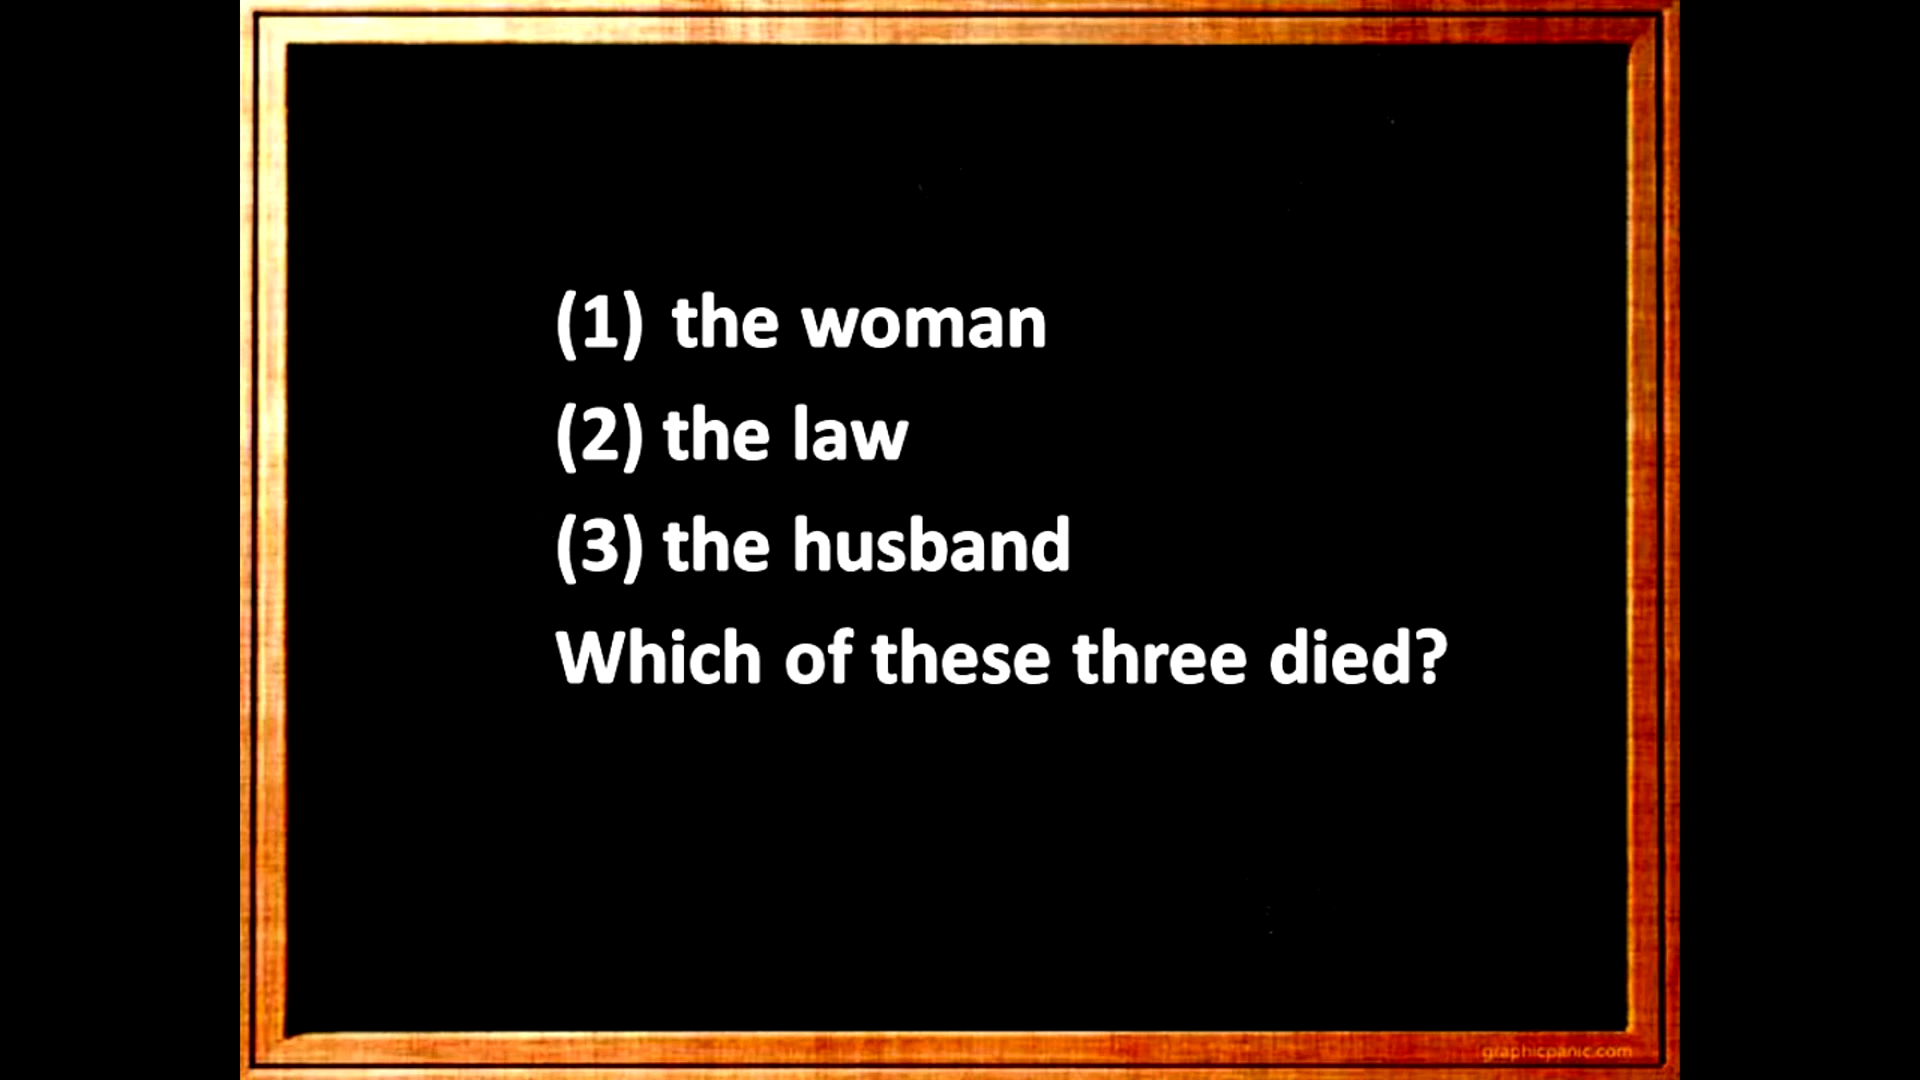 (1) the woman
(2) the law
(3) the husband
Which of these three died?
graphicpanic.com